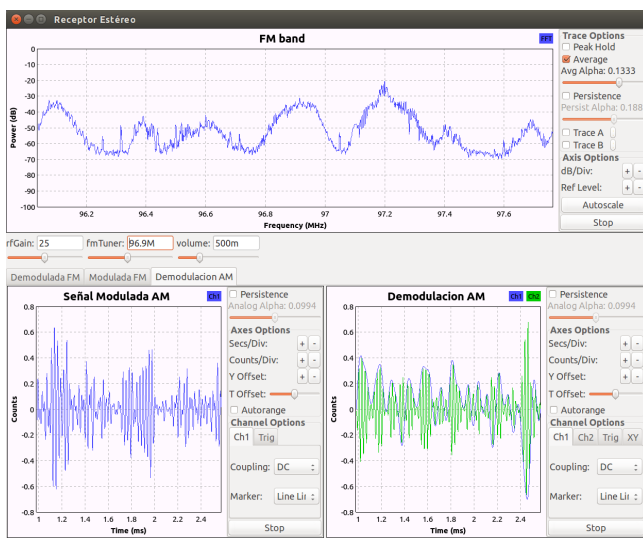 Receptor Estéreo
FM band
FFT
Trace Options
Peak Hold
Average
Avg Alpha: 0.1333
Persistence
Persist Alpha: 0.188
Trace A
Trace B
Axis Options
dB/Div: + -
Ref Level: + -
Autoscale
Stop
Power (dB)
0
-10
-20
-30
-40
-50
-60
-70
-80
-90
-100
96.2 96.4 96.6 96.8 97 97.2 97.4 97.6
Frequency (MHz)
rfGain: 25 fmTuner: 96.9M volume: 500m
Demodulada FM Modulada FM Demodulacion AM
Señal Modulada AM
Ch1
Counts
0.8
0.6
0.4
0.2
0
-0.2
-0.4
-0.6
-0.8
1 1.2 1.4 1.6 1.8 2 2.2 2.4
Time (ms)
Persistence
Analog Alpha: 0.0994
Axes Options
Secs/Div: + -
Counts/Div: + -
Y Offset: + -
T Offset:
Autorange
Channel Options
Ch1 Trig
Coupling: DC
Marker: Line Lin
Stop
Demodulacion AM
Ch1 Ch2
Counts
0.8
0.6
0.4
0.2
0
-0.2
-0.4
-0.6
-0.8
1 1.2 1.4 1.6 1.8 2 2.2 2.4
Time (ms)
Persistence
Analog Alpha: 0.0994
Axes Options
Secs/Div: + -
Counts/Div: + -
Y Offset: + -
T Offset:
Autorange
Channel Options
Ch1 Ch2 Trig XY
Coupling: DC
Marker: Line Lin
Stop